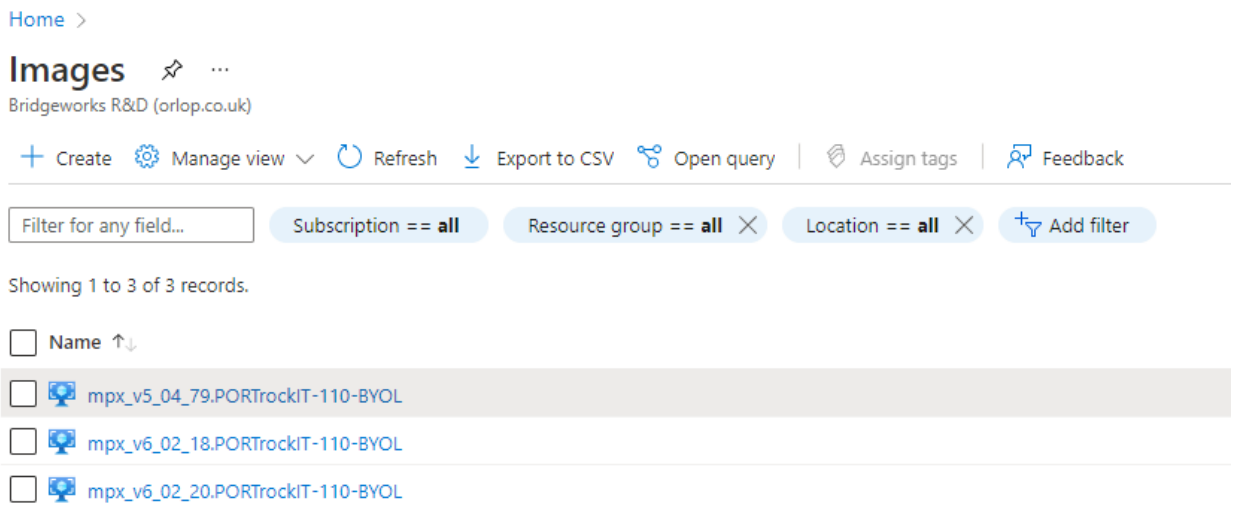 Home >
Images ...
Bridgeworks R&D (orlop.co.uk)
+ Create Manage view Refresh Export to CSV Open query Assign tags Feedback
Filter for any field... Subscription == all Resource group == all Location == all Add filter
Showing 1 to 3 of 3 records.
Name ↑↓
mpx_v5_04_79.PORTrockIT-110-BYOL
mpx_v6_02_18.PORTrockIT-110-BYOL
mpx_v6_02_20.PORTrockIT-110-BYOL